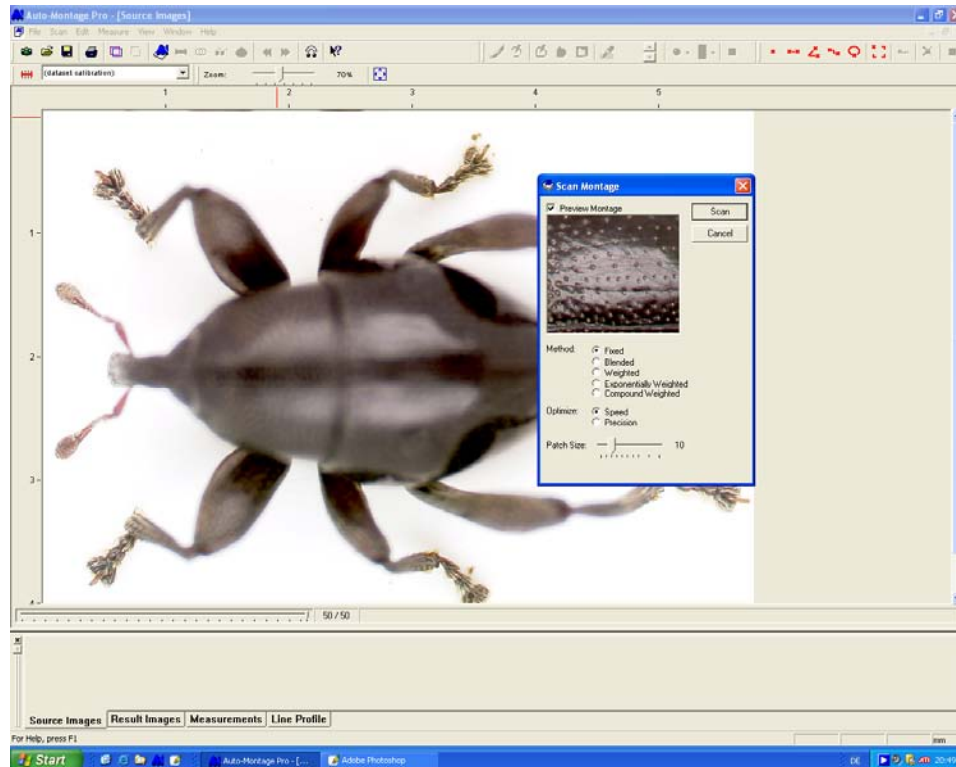 Auto-Montage Pro - [Source Images]
File Scan Edit Measure View Window Help
(dataset calibration) Zoom: 70%
1 2 3 4 5
Scan Montage
Preview Montage
Scan
Cancel
1
2
3
4
Method: Fixed
Blended
Weighted
Exponentially Weighted
Compound Weighted
Optimize: Speed
Precision
Patch Size: 10
50 / 50
Source Images Result Images Measurements Line Profile
For Help, press F1
mm
Start Auto-Montage Pro - [... Adobe Photoshop DE 20:49